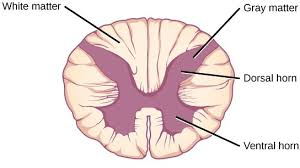 White matter
Gray matter
Dorsal horn
Ventral horn